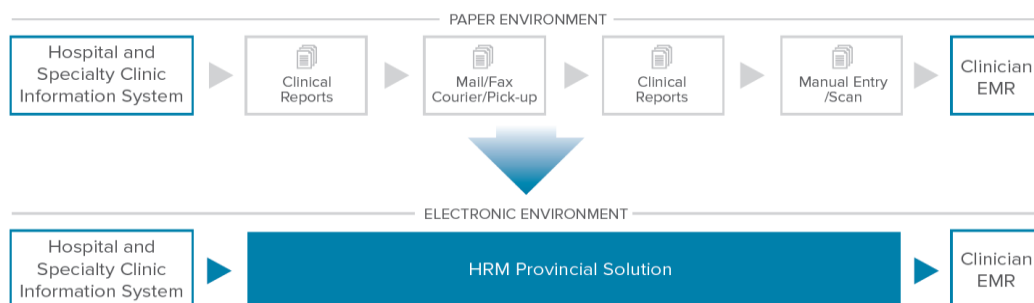 PAPER ENVIRONMENT
Hospital and
Specialty Clinic
Information System
Clinical
Reports
Mail/Fax
Courier/Pick-up
Clinical
Reports
Manual Entry
/Scan
Clinician
EMR
ELECTRONIC ENVIRONMENT
Hospital and
Specialty Clinic
Information System
HRM Provincial Solution
Clinician
EMR